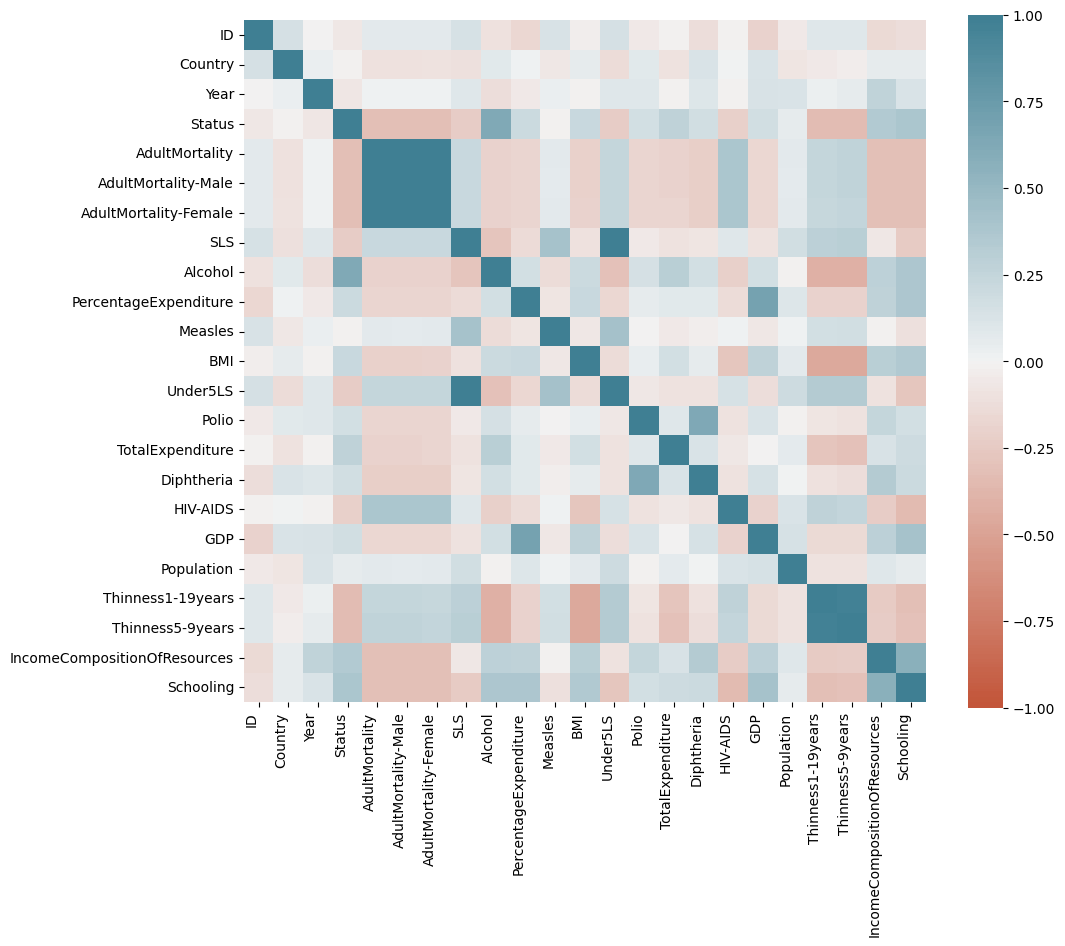 ID
Country
Year
Status
AdultMortality
AdultMortality-Male
AdultMortality-Female
SLS
Alcohol
PercentageExpenditure
Measles
BMI
Under5LS
Polio
TotalExpenditure
Diphtheria
HIV-AIDS
GDP
Population
Thinness1-19years
Thinness5-9years
IncomeCompositionOfResources
Schooling
ID
Country
Year
Status
AdultMortality
AdultMortality-Male
AdultMortality-Female
SLS
Alcohol
PercentageExpenditure
Measles
BMI
Under5LS
Polio
TotalExpenditure
Diphtheria
HIV-AIDS
GDP
Population
Thinness1-19years
Thinness5-9years
IncomeCompositionOfResources
Schooling
1.00
0.75
0.50
0.25
0.00
−0.25
−0.50
−0.75
−1.00